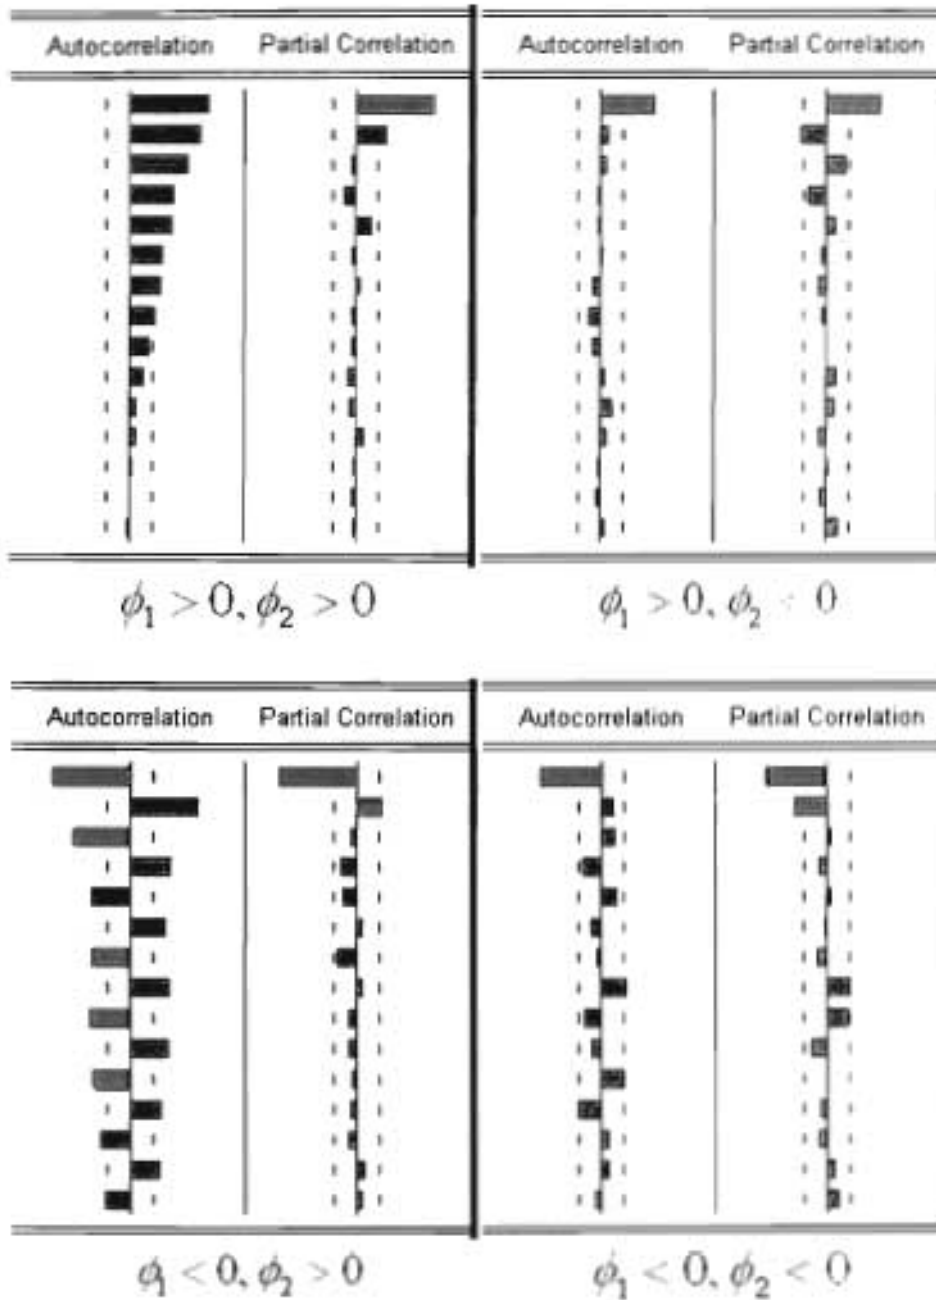 Autocorrelation Partial Correlation Autocorrelation Partial Correlation
ϕ₁ > 0, ϕ₂ > 0 ϕ₁ > 0, ϕ₂ 0
Autocorrelation Partial Correlation Autocorrelation Partial Correlation
ϕ₁ < 0, ϕ₂ > 0 ϕ₁ < 0, ϕ₂ < 0